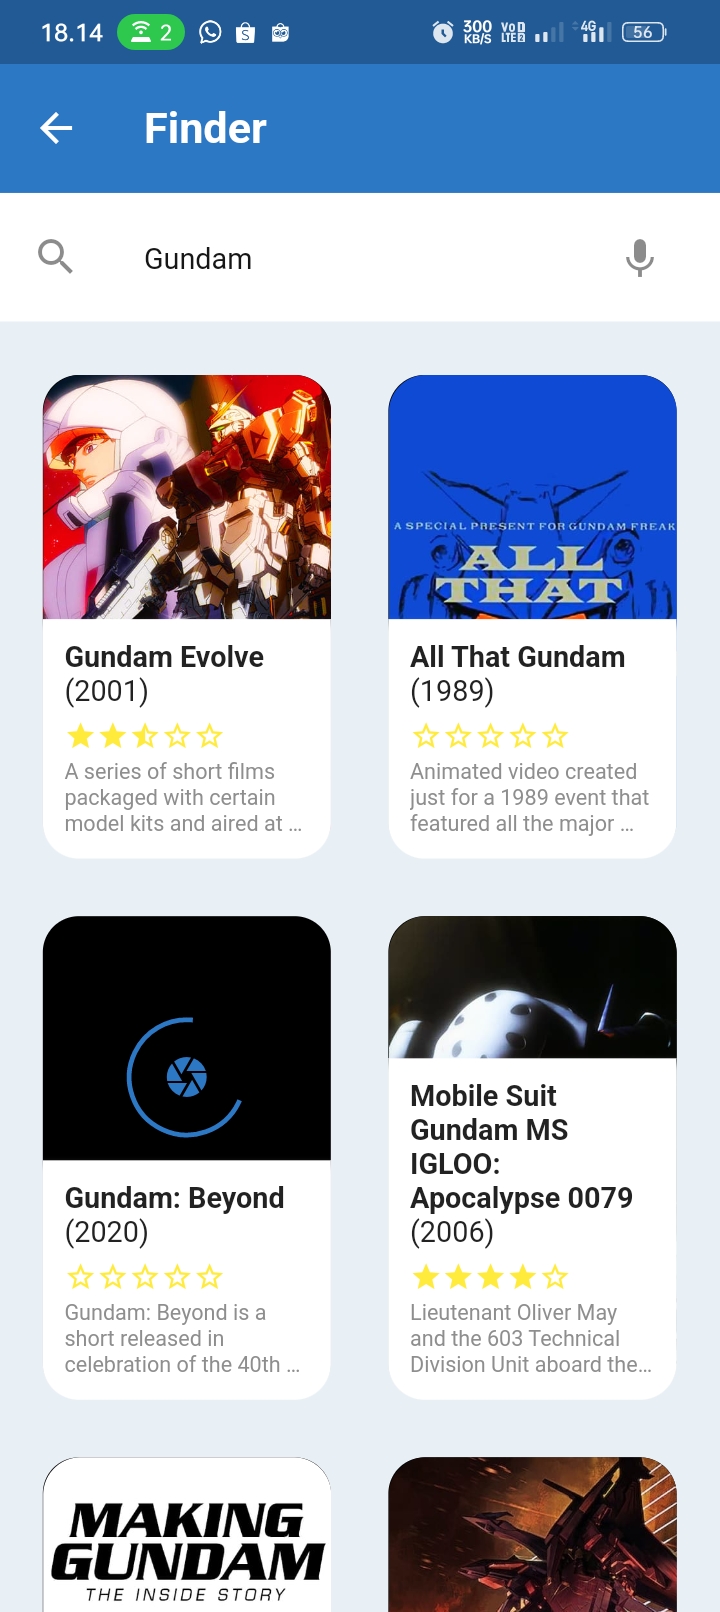 18.14
2
300
KB/S
VoD
LTE2
4G
56
Finder
Gundam
A SPECIAL PRESENT FOR GUNDAM FREAK
ALL
THAT
Gundam Evolve
(2001)
A series of short films
packaged with certain
model kits and aired at ...
All That Gundam
(1989)
Animated video created
just for a 1989 event that
featured all the major ...
Gundam: Beyond
(2020)
Gundam: Beyond is a
short released in
celebration of the 40th ...
Mobile Suit
Gundam MS
IGLOO:
Apocalypse 0079
(2006)
Lieutenant Oliver May
and the 603 Technical
Division Unit aboard the...
MAKING
GUNDAM
THE INSIDE STORY